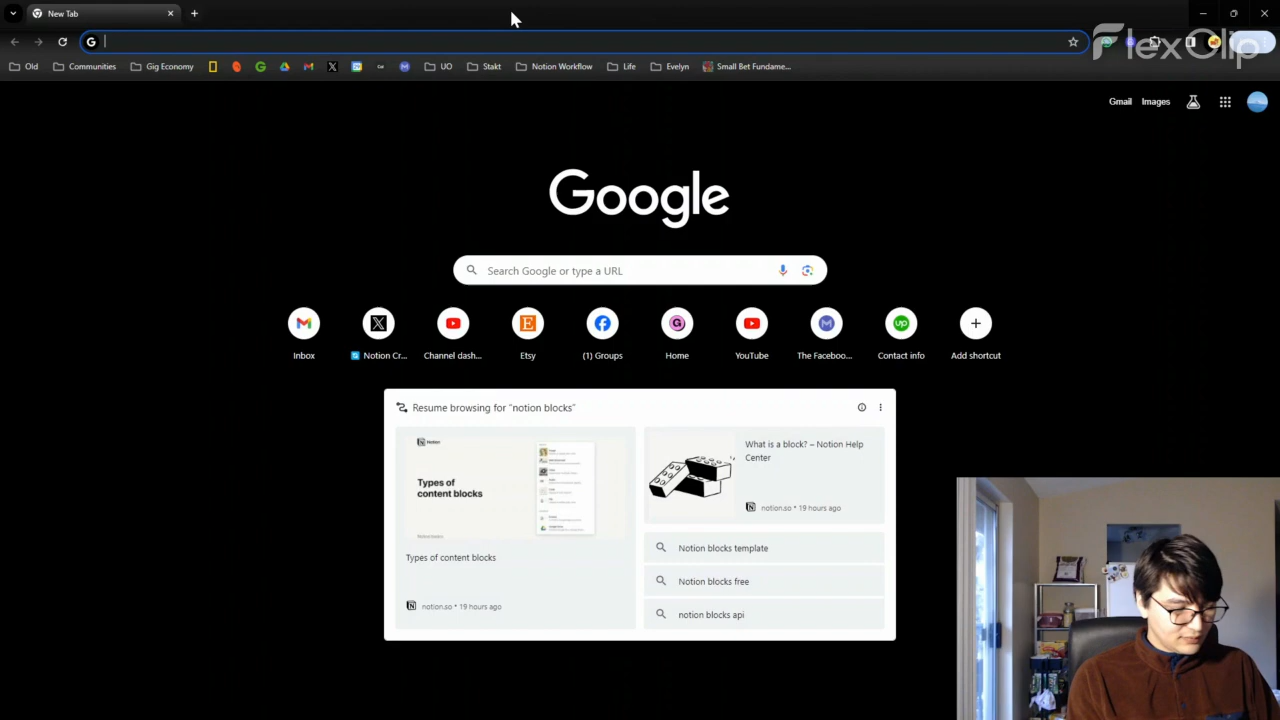 New Tab
FlexClip
Old Communities Gig Economy UO Stakt Notion Workflow Life Evelyn Small Bet Fundame...
Gmail Images
Google
Search Google or type a URL
Inbox Notion Cr... Channel dash... Etsy (1) Groups Home YouTube The Faceboo... Contact info Add shortcut
Resume browsing for "notion blocks"
Notion
Types of
content blocks
Types of content blocks
notion.so • 19 hours ago
What is a block? – Notion Help
Center
notion.so • 19 hours ago
Notion blocks template
Notion blocks free
notion blocks api